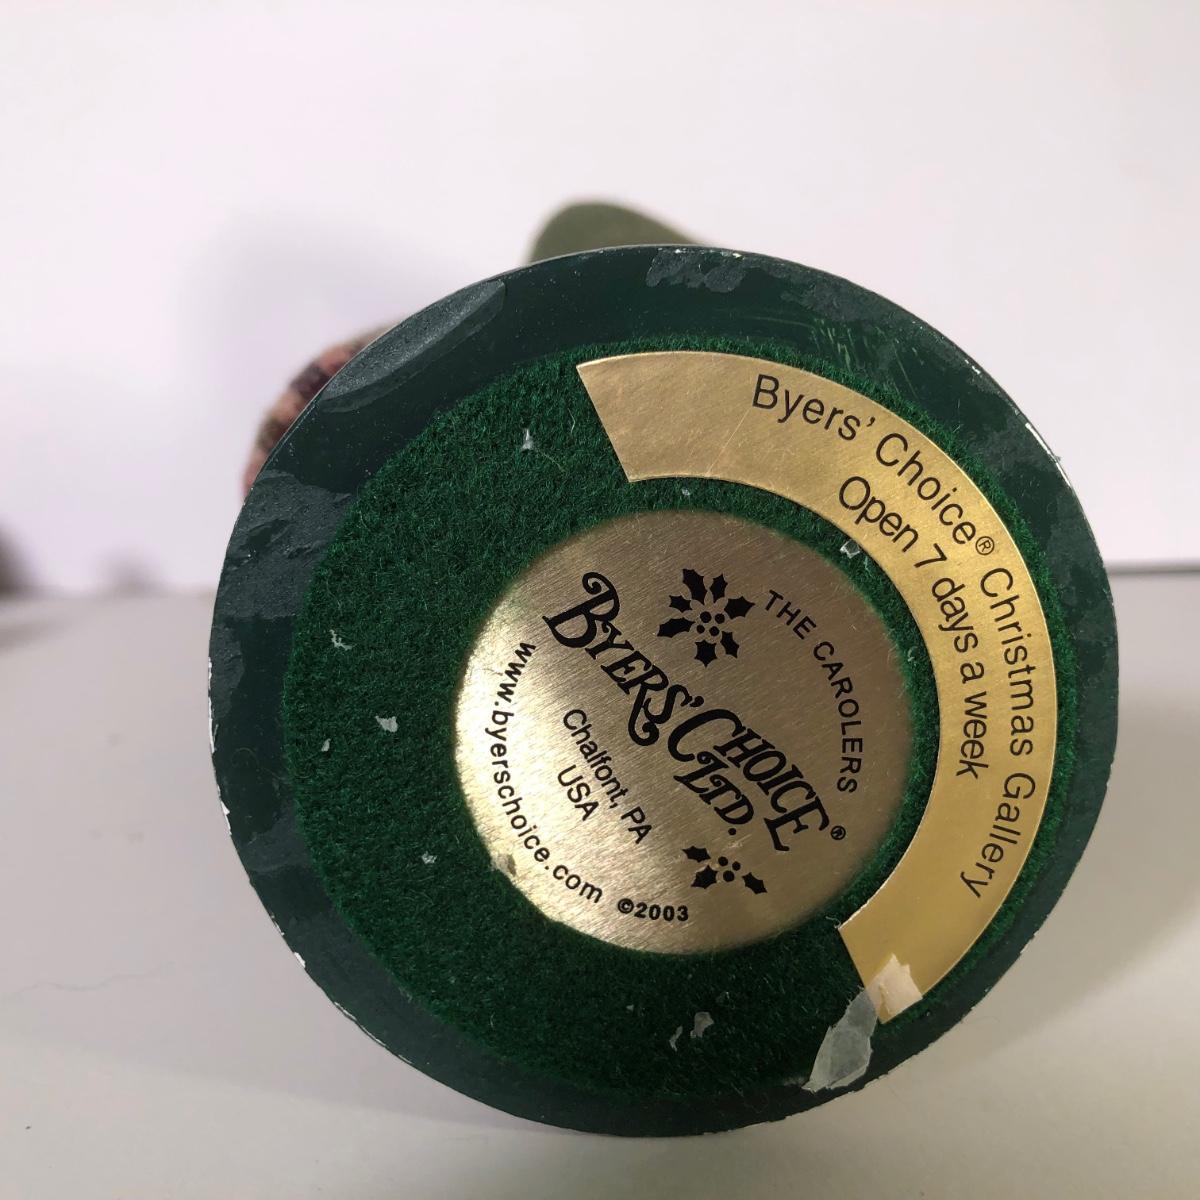 Byers' Choice® Christmas Gallery
Open 7 days a week
THE CAROLERS
BYERS' CHOICE
LTD.®
Chalfont, PA
USA
www.byerschoice.com ©2003